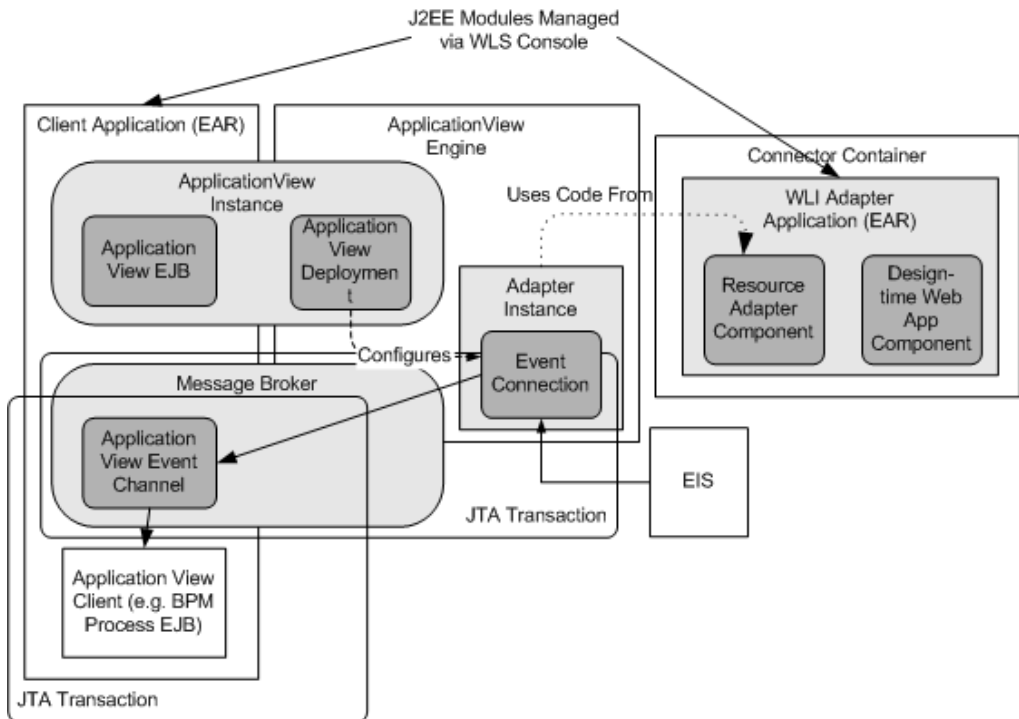 J2EE Modules Managed
via WLS Console
Client Application (EAR)
ApplicationView
Engine
Connector Container
ApplicationView
Instance
Application
View EJB
Application
View
Deploymen
t
Uses Code From
WLI Adapter
Application (EAR)
Resource
Adapter
Component
Design-
time Web
App
Component
Adapter
Instance
Configures
Event
Connection
Message Broker
Application
View Event
Channel
EIS
JTA Transaction
Application View
Client (e.g. BPM
Process EJB)
JTA Transaction